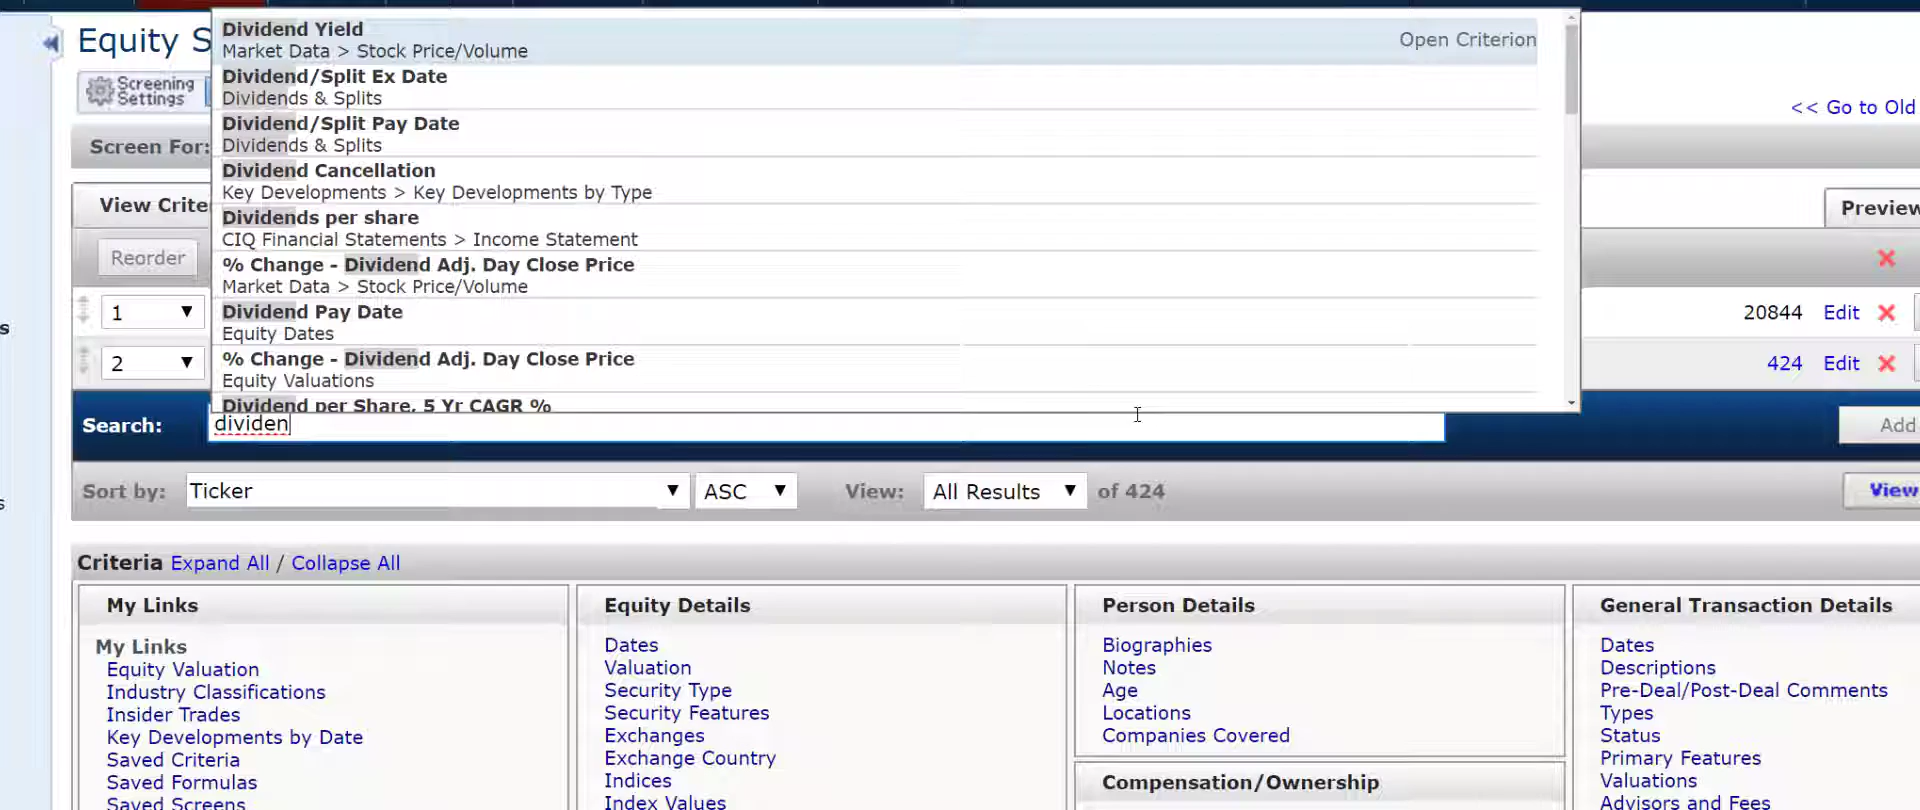 Dividend Yield
Market Data > Stock Price/Volume
Open Criterion
Dividend/Split Ex Date
Dividends & Splits
Dividend/Split Pay Date
Dividends & Splits
Dividend Cancellation
Key Developments > Key Developments by Type
Dividends per share
CIQ Financial Statements > Income Statement
% Change - Dividend Adj. Day Close Price
Market Data > Stock Price/Volume
Dividend Pay Date
Equity Dates
% Change - Dividend Adj. Day Close Price
Equity Valuations
Dividend per Share, 5 Yr CAGR %
Equity S
Screening
Settings
<< Go to Old
Screen For:
View Crite
Preview
Reorder
1
20844 Edit
2
424 Edit
Search: dividen
Add
Sort by: Ticker ASC View: All Results of 424
View
Criteria Expand All / Collapse All
My Links
My Links
Equity Valuation
Industry Classifications
Insider Trades
Key Developments by Date
Saved Criteria
Saved Formulas
Saved Screens
Equity Details
Dates
Valuation
Security Type
Security Features
Exchanges
Exchange Country
Indices
Index Values
Person Details
Biographies
Notes
Age
Locations
Companies Covered
Compensation/Ownership
General Transaction Details
Dates
Descriptions
Pre-Deal/Post-Deal Comments
Types
Status
Primary Features
Valuations
Advisors and Fees